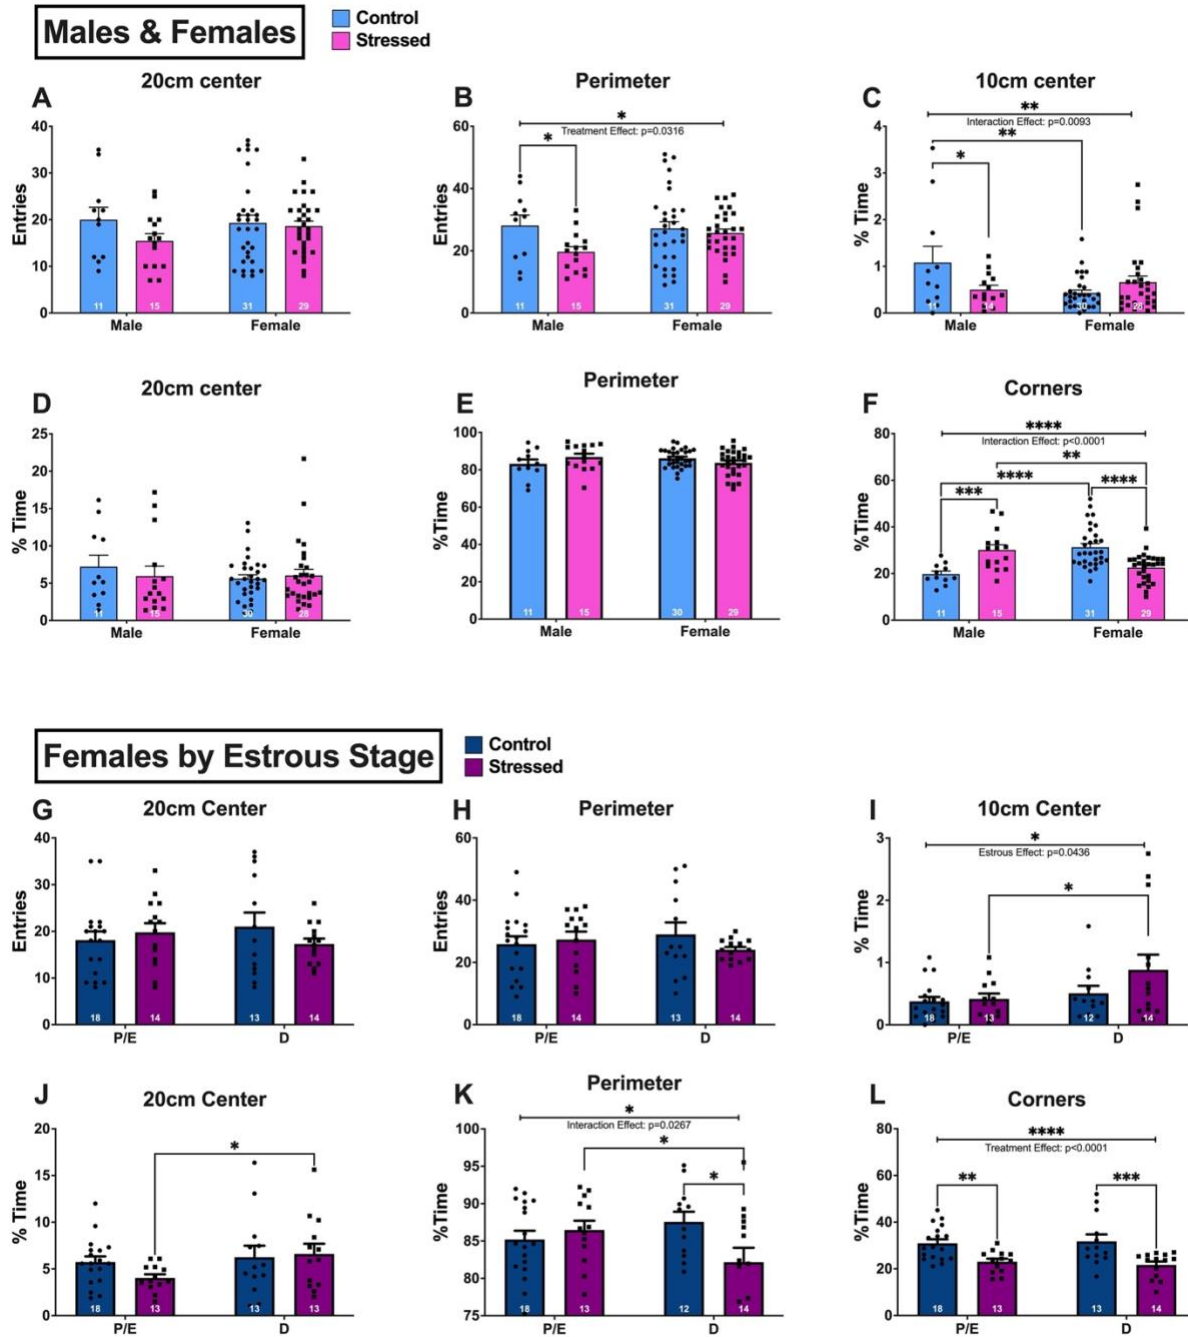 Males & Females
Control
Stressed
A
20cm center
Entries
40
30
20
10
0
11
15
31
29
Male
Female
B
Perimeter
Entries
60
40
20
0
*
Treatment Effect: p=0.0316
*
11
15
31
29
Male
Female
C
10cm center
% Time
4
3
2
1
0
**
Interaction Effect: p=0.0093
**
*
14
30
28
Male
Female
D
20cm center
% Time
25
20
15
10
5
0
11
15
30
28
Male
Female
E
Perimeter
%Time
100
80
60
40
20
0
11
15
30
29
Male
Female
F
Corners
%Time
80
60
40
20
0
****
Interaction Effect: p<0.0001
**
****
***
****
11
15
31
29
Male
Female
Females by Estrous Stage
Control
Stressed
G
20cm Center
Entries
40
30
20
10
0
18
14
13
14
P/E
D
H
Perimeter
Entries
60
40
20
0
18
14
13
14
P/E
D
I
10cm Center
% Time
3
2
1
0
*
Estrous Effect: p=0.0436
*
18
13
12
14
P/E
D
J
20cm Center
% Time
20
15
10
5
0
*
18
13
13
13
P/E
D
K
Perimeter
%Time
100
95
90
85
80
75
*
Interaction Effect: p=0.0267
*
*
18
13
12
14
P/E
D
L
Corners
%Time
80
60
40
20
0
****
Treatment Effect: p<0.0001
**
***
18
13
13
14
P/E
D